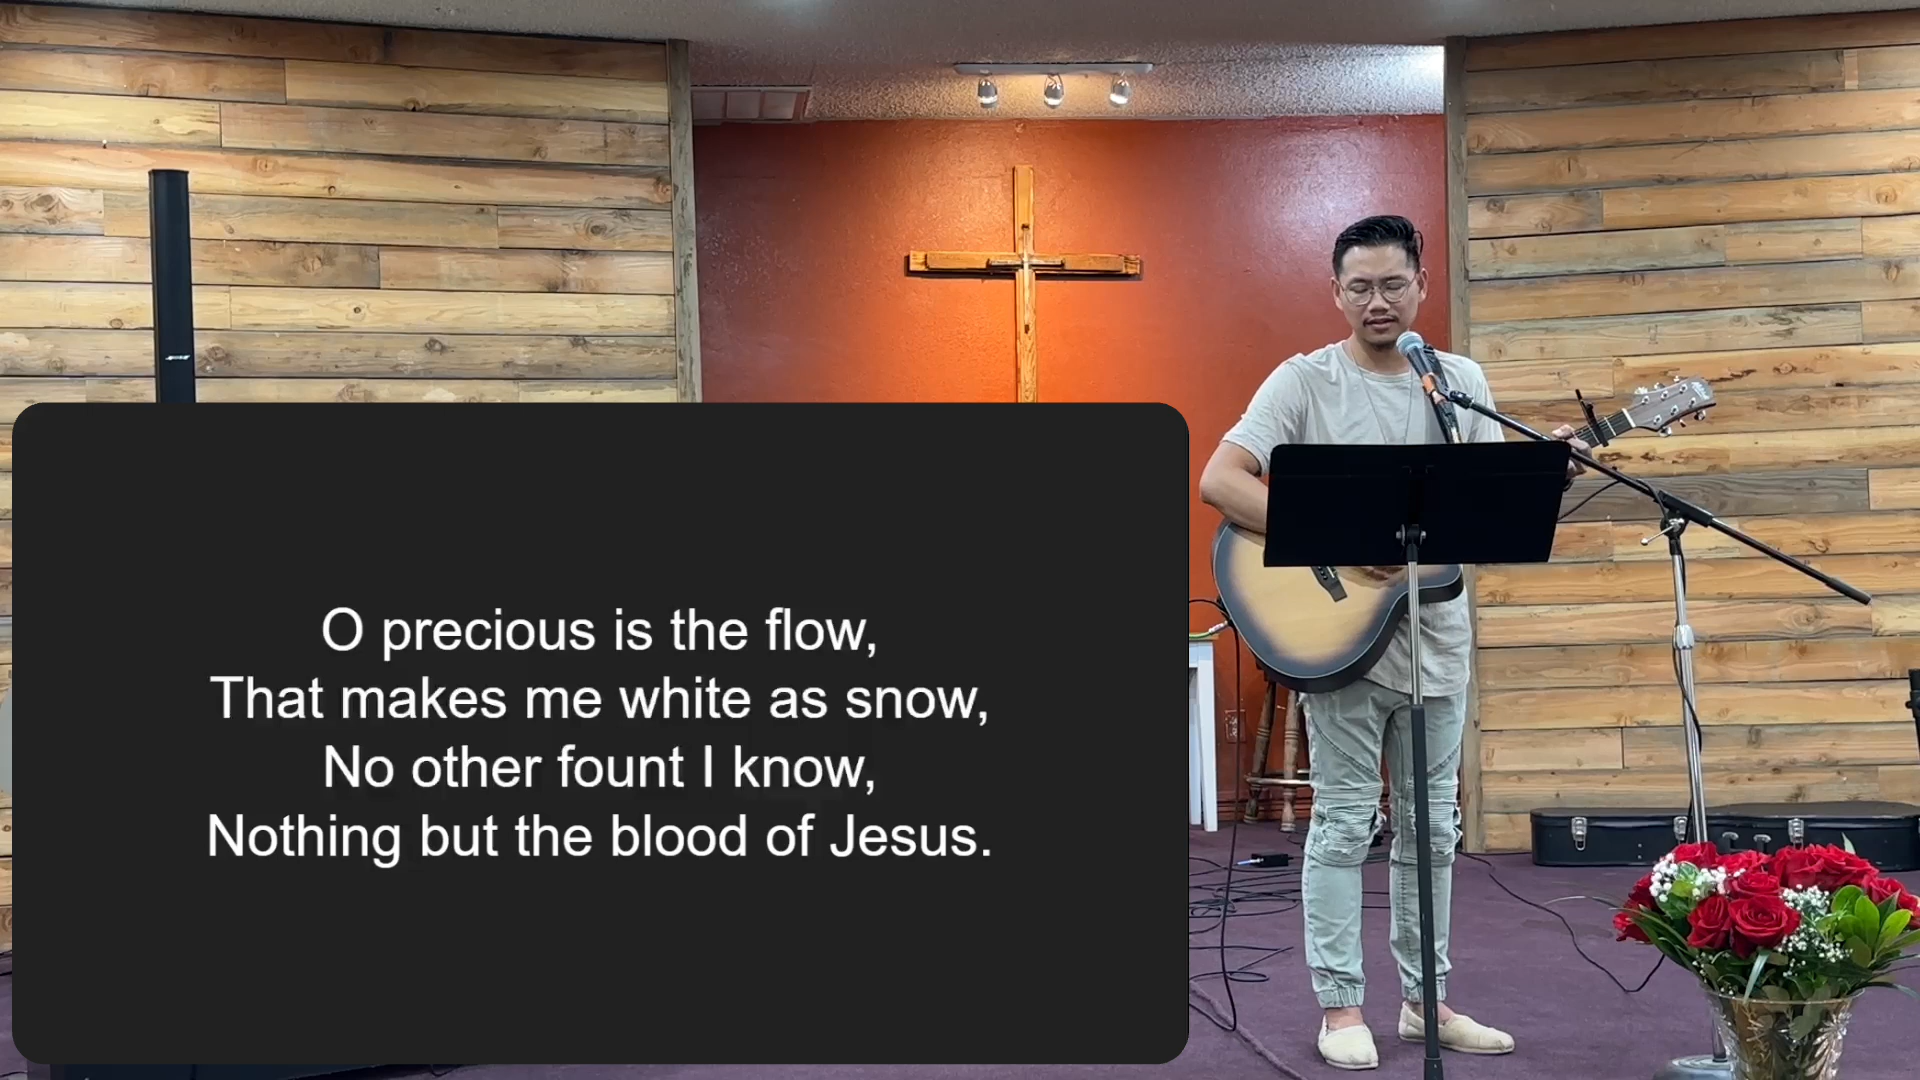 O precious is the flow,
That makes me white as snow,
No other fount I know,
Nothing but the blood of Jesus.